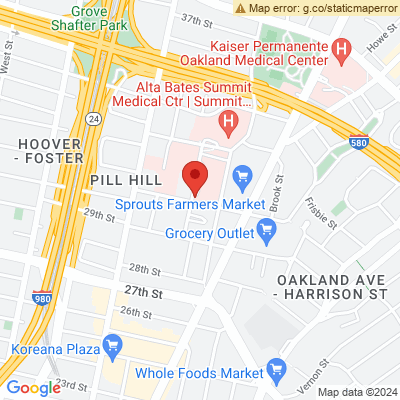 Map error: g.co/staticmaperror
Grove
Shafter Park
Kaiser Permanente
Oakland Medical Center
Howe St
West St
Alta Bates Summit
Medical Ctr | Summit...
24
580
HOOVER
- FOSTER
PILL HILL
Sprouts Farmers Market
Brook St
Frisbie St
29th St
Grocery Outlet
28th St
OAKLAND AVE
- HARRISON ST
27th St
980
26th St
Koreana Plaza
Whole Foods Market
Vernon St
23rd St
Google
Map data ©2024